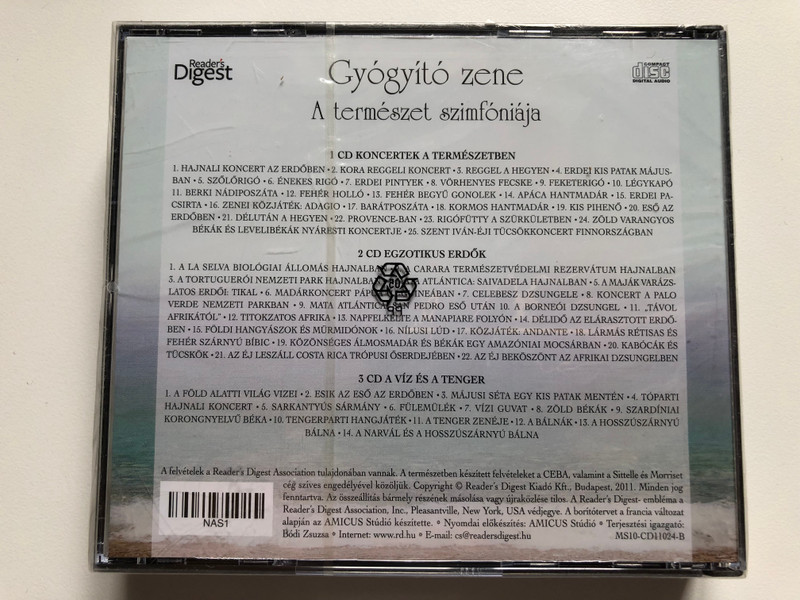 Reader's
Digest
COMPACT
disc
DIGITAL AUDIO
Gyógyító zene
A természet szimfóniája
1 CD KONCERTEK A TERMÉSZETBEN
1. HAJNALI KONCERT AZ ERDŐBEN • 2. KORA REGGELI KONCERT • 3. REGGEL A HEGYEN • 4. ERDEI KIS PATAK MÁJUS-
BAN • 5. SZŐLŐRIGÓ • 6. ÉNEKES RIGÓ • 7. ERDEI PINTYEK • 8. VÖRHENYES FECSKE • 9. FEKETERIGÓ • 10. LÉGYKAPÓ
11. BERKI NÁDIPOSZÁTA • 12. FEHÉR HOLLÓ • 13. FEHÉR BEGYŰ GONOLEK • 14. APÁCA HANTMADÁR • 15. ERDEI PA-
CSIRTA • 16. ZENEI KÖZJÁTÉK: ADAGIO • 17. BARÁTPOSZÁTA • 18. KORMOS HANTMADÁR • 19. KIS PIHENŐ • 20. ESŐ AZ
ERDŐBEN • 21. DÉLUTÁN A HEGYEN • 22. PROVENCE-BAN • 23. RIGÓFÜTTY A SZÜRKÜLETBEN • 24. ZÖLD VARANGYOS
BÉKÁK ÉS LEVELIBÉKÁK NYÁRESTI KONCERTJE • 25. SZENT IVÁN-ÉJI TÜCSÖKKONCERT FINNORSZÁGBAN
2 CD EGZOTIKUS ERDŐK
1. A LA SELVA BIOLÓGIAI ÁLLOMÁS HAJNALBAN A CARARA TERMÉSZETVÉDELMI REZERVÁTUM HAJNALBAN
3. A TORTUGUERÓI NEMZETI PARK HAJNALBAN ATLÁNTICA: SAIVADELA HAJNALBAN • 5. A MAJÁK VARÁZS-
LATOS ERDŐI: TIKAL • 6. MADÁRKONCERT PÁPU GUINEÁBAN • 7. CELEBESZ DZSUNGELE • 8. KONCERT A PALO
VERDE NEMZETI PARKBAN • 9. MATA ATLÁNTICA: SAN PEDRO ESŐ UTÁN • 10. A BORNEÓI DZSUNGEL • 11. „TÁVOL
AFRIKÁTÓL" • 12. TITOKZATOS AFRIKA • 13. NAPFELKELTE A MANAPIARE FOLYÓN • 14. DÉLIDŐ AZ ELÁRASZTOTT ERDŐ-
BEN • 15. FÖLDI HANGYÁSZOK ÉS MÜRMIDÓNOK • 16. NÍLUSI LÚD • 17. KÖZJÁTÉK: ANDANTE • 18. LÁRMÁS RÉTISAS ÉS
FEHÉR SZÁRNYÚ BÍBIC • 19. KÖZÖNSÉGES ÁLMOSMADÁR ÉS BÉKÁK EGY AMAZÓNIAI MOCSÁRBAN • 20. KABÓCÁK ÉS
TÜCSKÖK • 21. AZ ÉJ LESZÁLL COSTA RICA TRÓPUSI ŐSERDEJÉBEN • 22. AZ ÉJ BEKÖSZÖNT AZ AFRIKAI DZSUNGELBEN
3 CD A VÍZ ÉS A TENGER
1. A FÖLD ALATTI VILÁG VIZEI • 2. ESIK AZ ESŐ AZ ERDŐBEN • 3. MÁJUSI SÉTA EGY KIS PATAK MENTÉN • 4. TÓPARTI
HAJNALI KONCERT • 5. SARKANTYÚS SÁRMÁNY • 6. FÜLEMÜLÉK • 7. VÍZI GUVAT • 8. ZÖLD BÉKÁK • 9. SZARDÍNIAI
KORONGNYELVŰ BÉKA • 10. TENGERPARTI HANGJÁTÉK • 11. A TENGER ZENÉJE • 12. A BÁLNÁK • 13. A HOSSZÚSZÁRNYÚ
BÁLNA • 14. A NARVÁL ÉS A HOSSZÚSZÁRNYÚ BÁLNA
A felvételek a Reader's Digest Association tulajdonában vannak. A természetben készített felvételeket a CEBA, valamint a Sittelle és Morriset
cég szíves engedélyével közöljük. Copyright © Reader's Digest Kiadó Kft., Budapest, 2011. Minden jog
fenntartva. Az összeállítás bármely részének másolása vagy újraközlése tilos. A Reader's Digest- embléma a
Reader's Digest Association, Inc., Pleasantville, New York, USA védjegye. A borítótervet a francia változat
alapján az AMICUS Stúdió készítette. • Nyomdai előkészítés: AMICUS Stúdió • Terjesztési igazgató:
Bódi Zsuzsa • Internet: www.rd.hu • E-mail: cs@readersdigest.hu
MS10-CD11024-B
NAS1